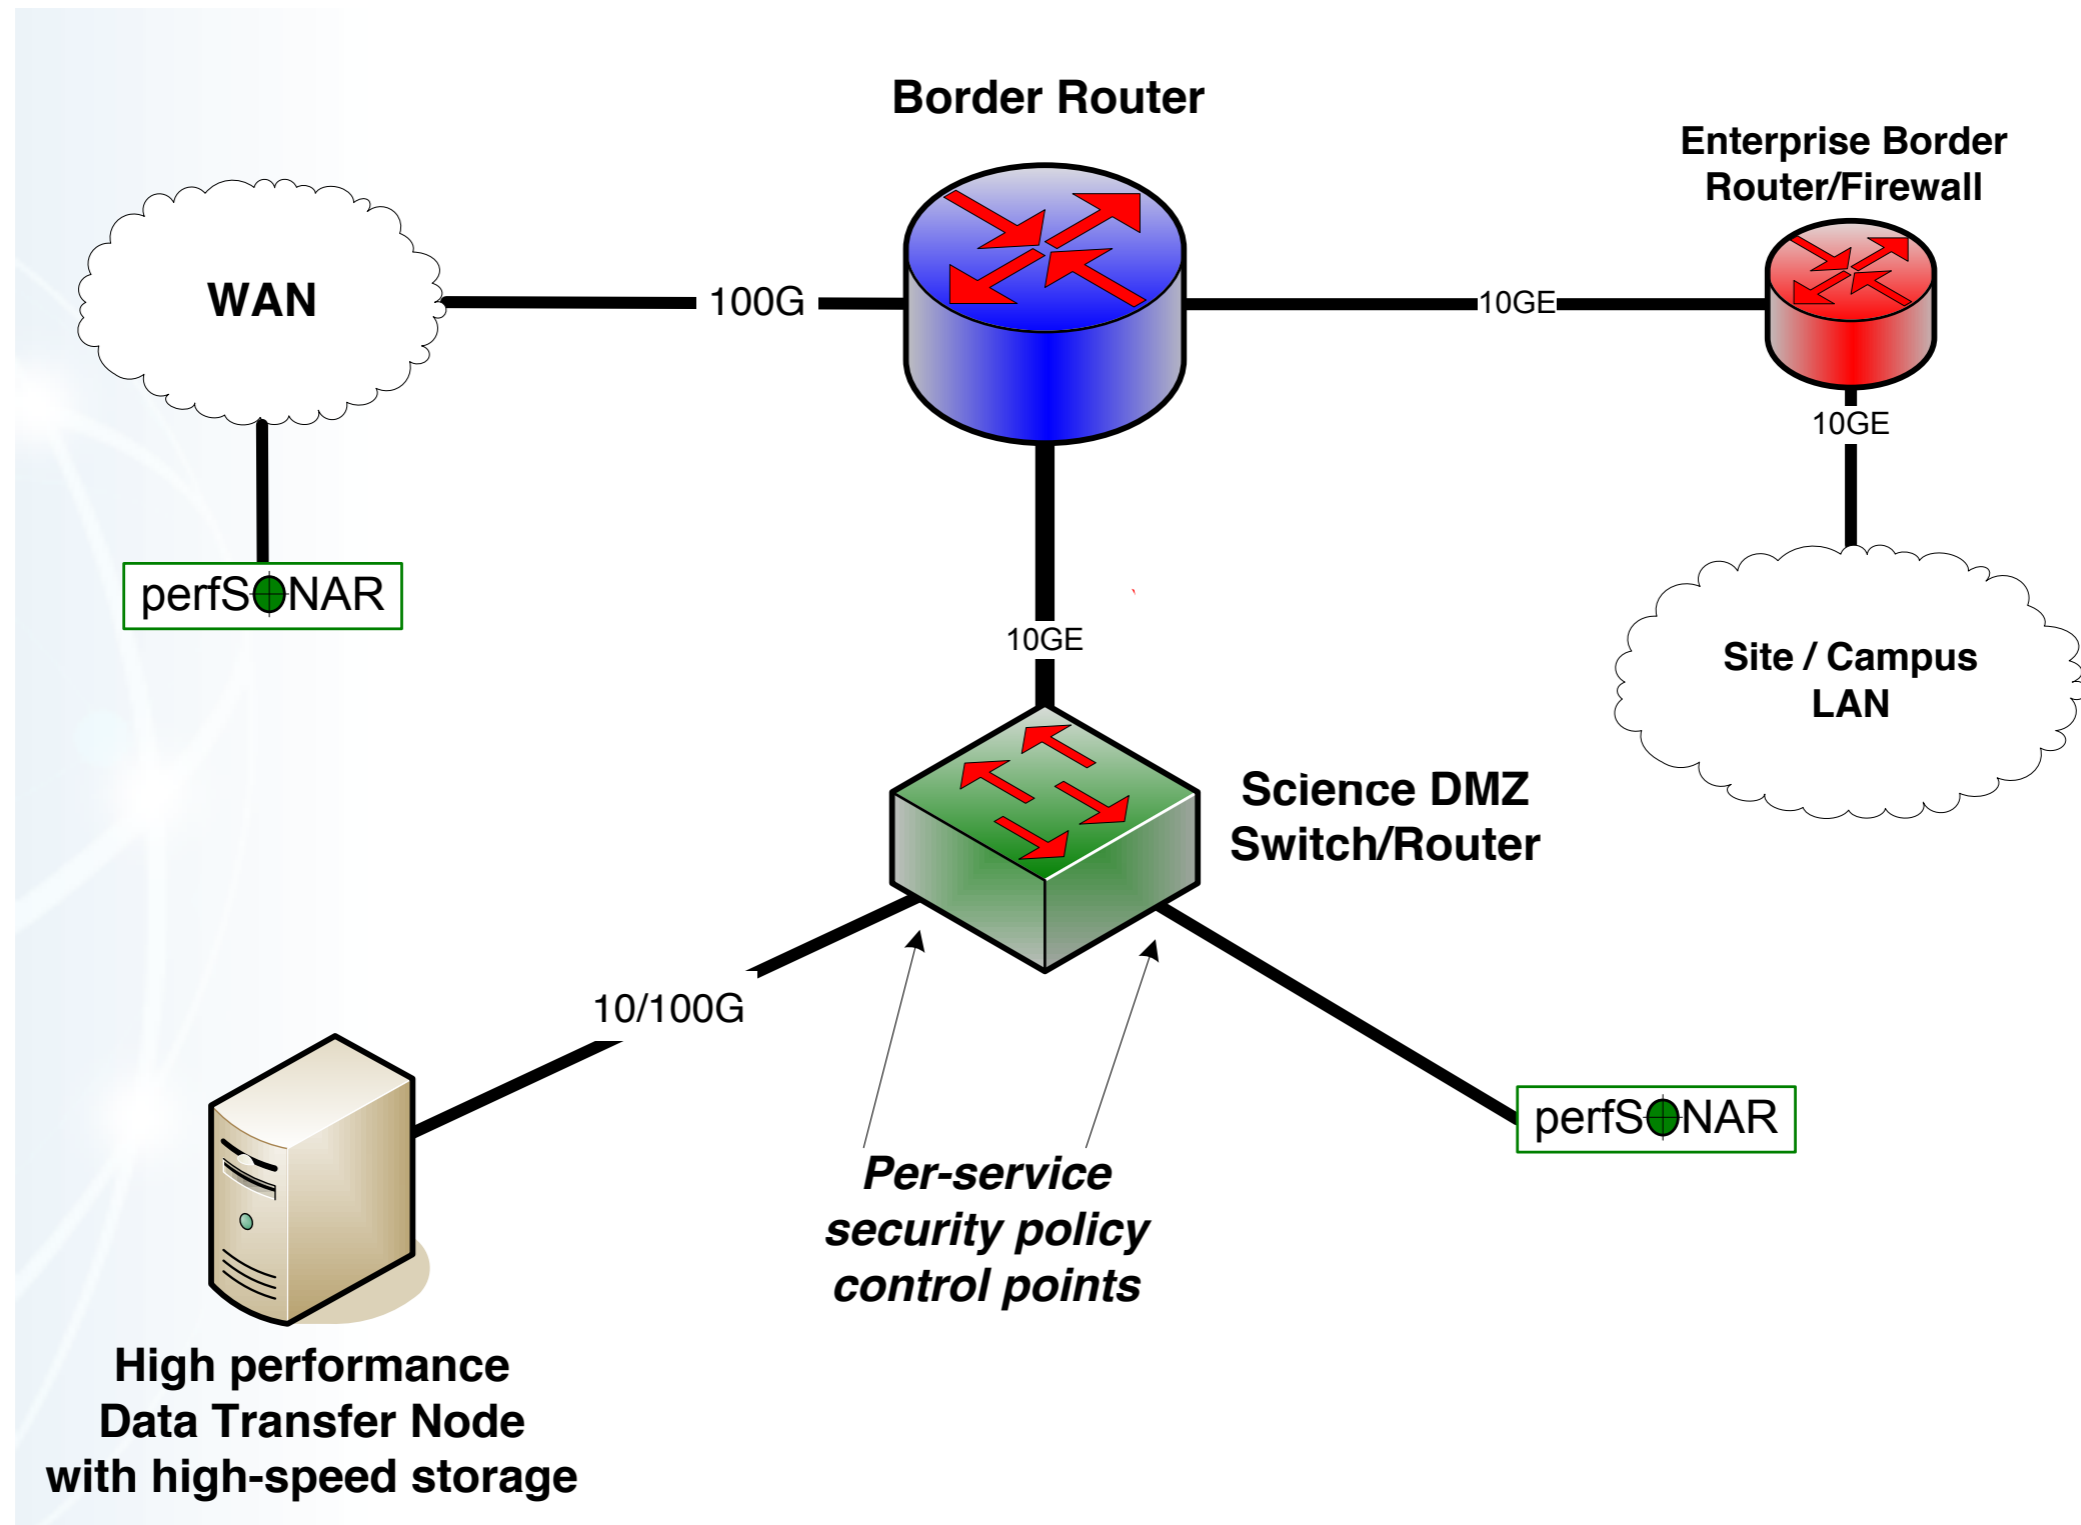 Border Router
Enterprise Border
Router/Firewall
WAN
100G
10GE
10GE
perfSONAR
10GE
Site / Campus
LAN
Science DMZ
Switch/Router
10/100G
perfSONAR
Per-service
security policy
control points
High performance
Data Transfer Node
with high-speed storage